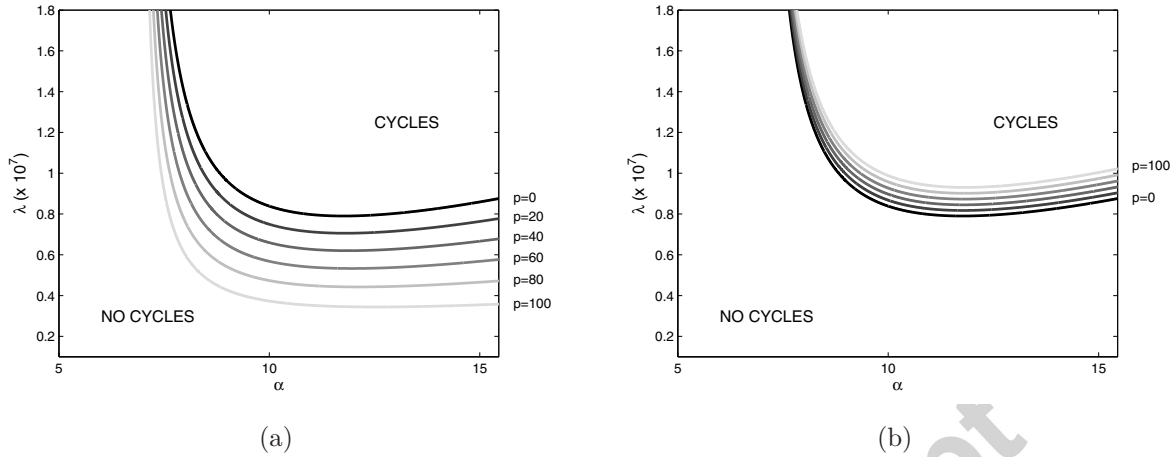 1.8
1.6
1.4
1.2
1
0.8
0.6
0.4
0.2
λ (x 10⁷)
CYCLES
NO CYCLES
p=0
p=20
p=40
p=60
p=80
p=100
5
10
15
α
(a)
1.8
1.6
1.4
1.2
1
0.8
0.6
0.4
0.2
λ (x 10⁷)
CYCLES
NO CYCLES
p=100
p=0
5
10
15
α
(b)